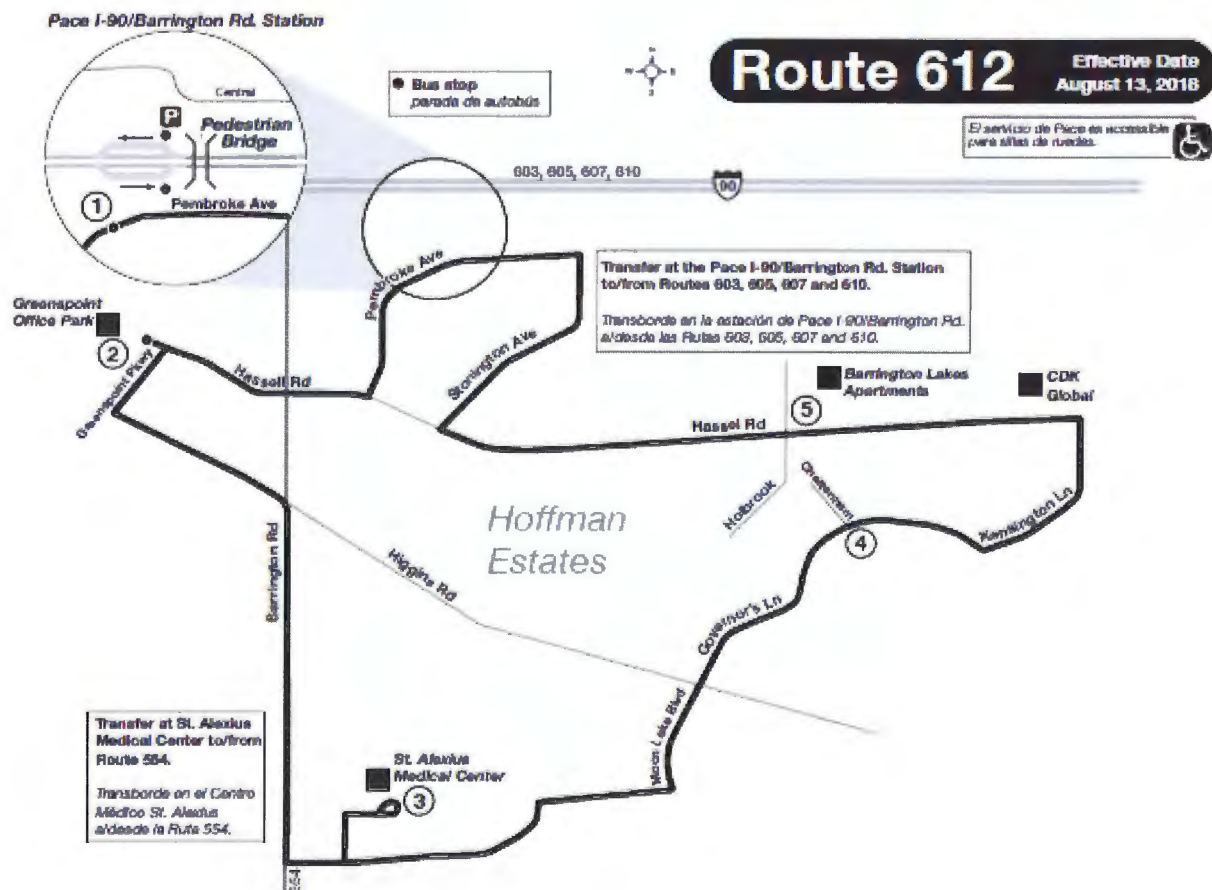 Pace I-90/Barrington Rd. Station
Route 612
Effective Date
August 13, 2018
Central
P
Pedestrian
Bridge
Bus stop
parada de autobús
El servicio de Pace es accessible
para sillas de ruedas.
603, 605, 607, 610
90
1
Pembroke Ave
Pembroke Ave
Transfer at the Pace I-90/Barrington Rd. Station
to/from Routes 603, 605, 607 and 610.
Transborde en la estación de Pace I-90/Barrington Rd.
a/desde las Rutas 603, 605, 607 and 610.
Greenspoint
Office Park
2
Greenspoint Pkwy
Hassell Rd
Stonington Ave
Barrington Lakes
Apartments
CDK
Global
5
Hassel Rd
Holbrook
4
Kensington Ln
Hoffman
Estates
Barrington Rd
Higgins Rd
Governor's Ln
Moon Lake Blvd
Transfer at St. Alexius
Medical Center to/from
Route 554.
Transborde en el Centro
Médico St. Alexius
a/desde la Ruta 554.
St. Alexius
Medical Center
3
554